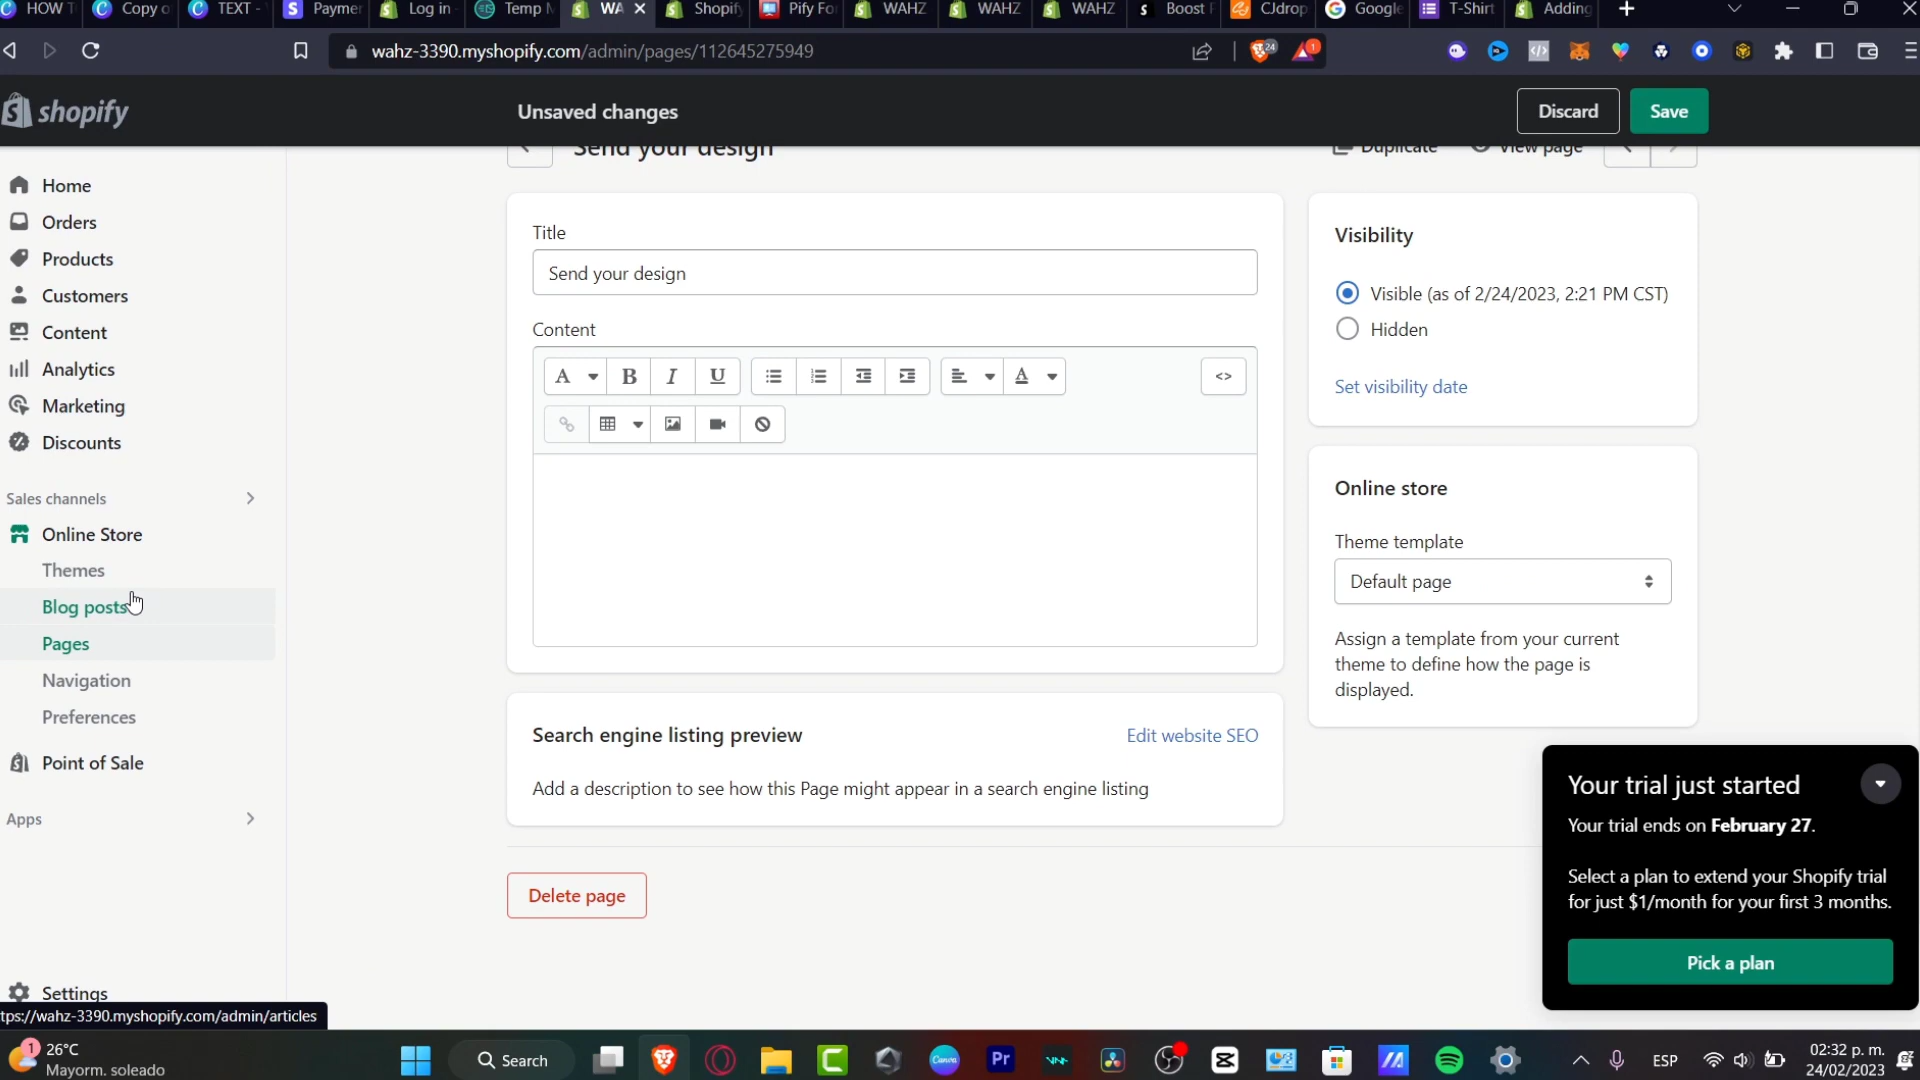 HOW T
Copy o
TEXT -
Paymen
Log in
Temp M
WA
Shopify
Pify Fo
WAHZ
WAHZ
WAHZ
Boost P
CJdrop
Google
T-Shirt
Adding
wahz-3390.myshopify.com/admin/pages/112645275949
24
1
shopify
Unsaved changes
Discard
Save
Send your design
Duplicate
View page
Home
Orders
Products
Customers
Content
Analytics
Marketing
Discounts
Sales channels
Online Store
Themes
Blog posts
Pages
Navigation
Preferences
Point of Sale
Apps
Settings
tps://wahz-3390.myshopify.com/admin/articles
Title
Send your design
Content
A
B
I
U
A
<>
Search engine listing preview
Edit website SEO
Add a description to see how this Page might appear in a search engine listing
Delete page
Visibility
Visible (as of 2/24/2023, 2:21 PM CST)
Hidden
Set visibility date
Online store
Theme template
Default page
Assign a template from your current
theme to define how the page is
displayed.
Your trial just started
Your trial ends on February 27.
Select a plan to extend your Shopify trial
for just $1/month for your first 3 months.
Pick a plan
1
26°C
Mayorm. soleado
Search
Canva
Pr
ESP
02:32 p. m.
24/02/2023